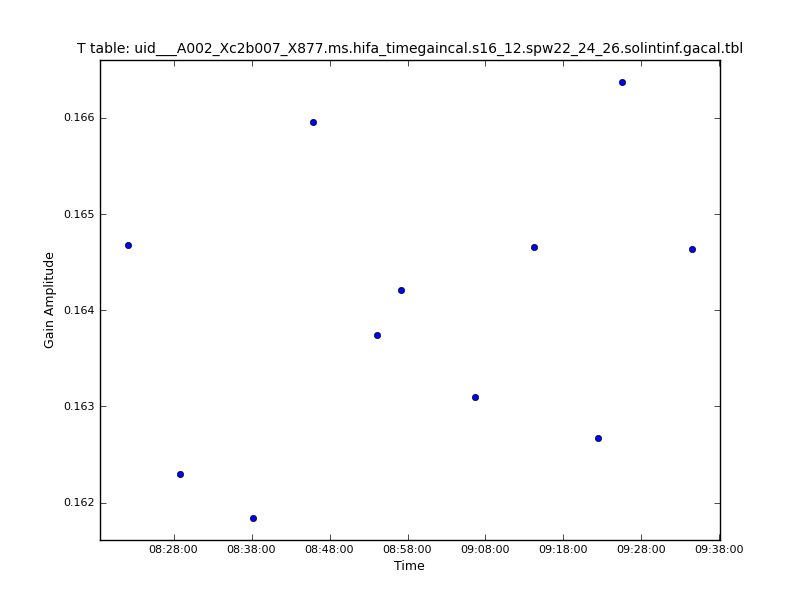 T table: uid___A002_Xc2b007_X877.ms.hifa_timegaincal.s16_12.spw22_24_26.solintinf.gacal.tbl
0.166
0.165
0.164
0.163
0.162
Gain Amplitude
08:28:00 08:38:00 08:48:00 08:58:00 09:08:00 09:18:00 09:28:00 09:38:00
Time